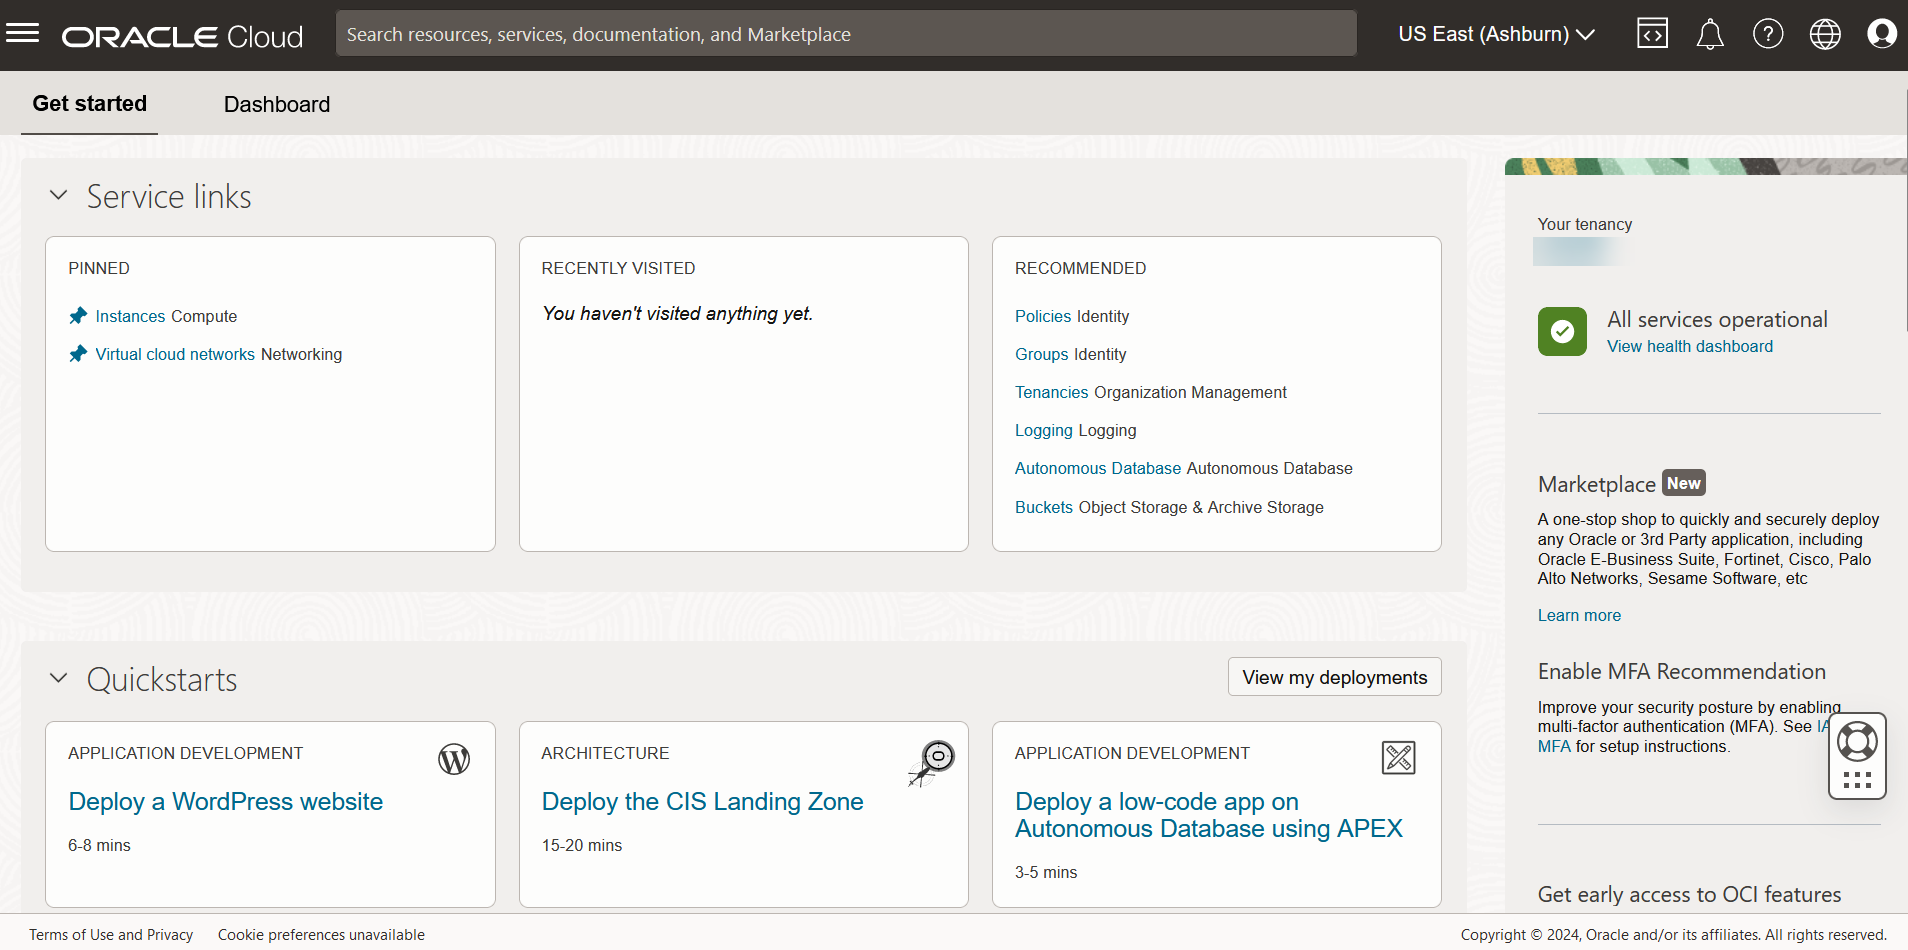 ORACLE Cloud
Search resources, services, documentation, and Marketplace
US East (Ashburn)
Get started
Dashboard
Service links
PINNED
Instances Compute
Virtual cloud networks Networking
RECENTLY VISITED
You haven't visited anything yet.
RECOMMENDED
Policies Identity
Groups Identity
Tenancies Organization Management
Logging Logging
Autonomous Database Autonomous Database
Buckets Object Storage & Archive Storage
Quickstarts
View my deployments
APPLICATION DEVELOPMENT
Deploy a WordPress website
6-8 mins
ARCHITECTURE
Deploy the CIS Landing Zone
15-20 mins
APPLICATION DEVELOPMENT
Deploy a low-code app on
Autonomous Database using APEX
3-5 mins
Your tenancy
All services operational
View health dashboard
Marketplace New
A one-stop shop to quickly and securely deploy
any Oracle or 3rd Party application, including
Oracle E-Business Suite, Fortinet, Cisco, Palo
Alto Networks, Sesame Software, etc
Learn more
Enable MFA Recommendation
Improve your security posture by enabling
multi-factor authentication (MFA). See
MFA for setup instructions.
Get early access to OCI features
Terms of Use and Privacy
Cookie preferences unavailable
Copyright © 2024, Oracle and/or its affiliates. All rights reserved.